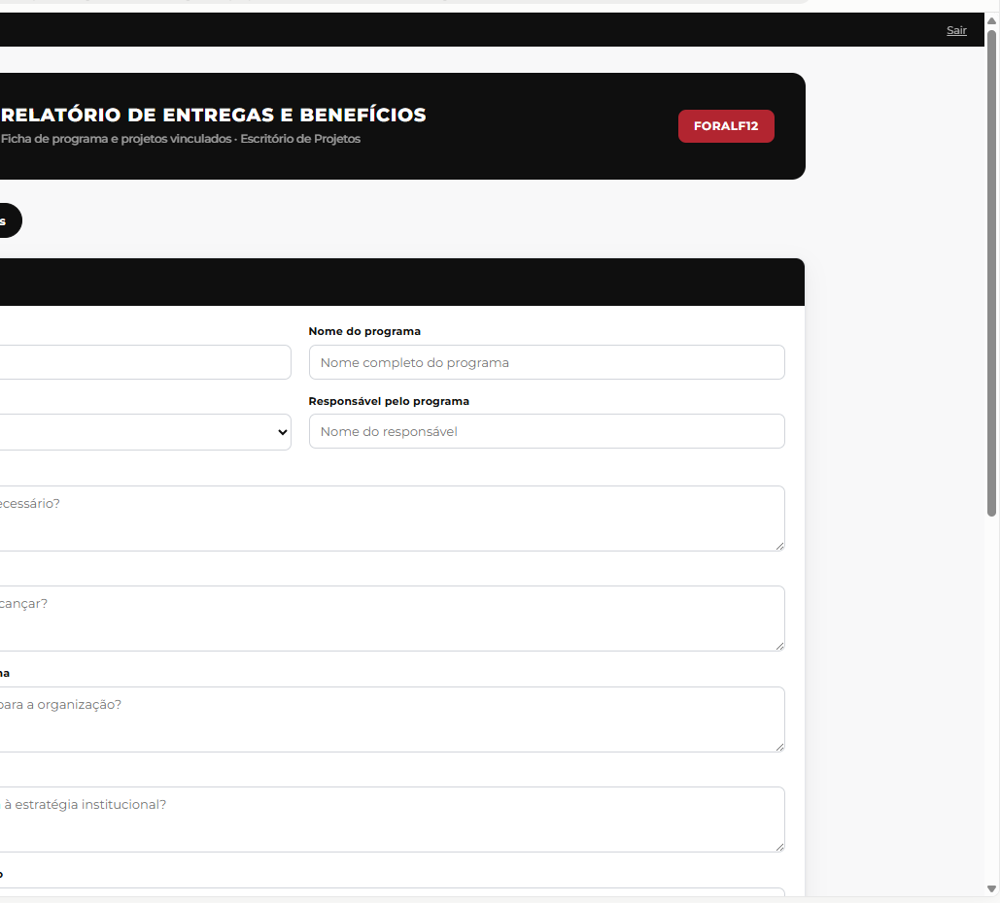 Sair
RELATÓRIO DE ENTREGAS E BENEFÍCIOS
Ficha de programa e projetos vinculados · Escritório de Projetos
FORALF12
s
Nome do programa
Nome completo do programa
Responsável pelo programa
Nome do responsável
ecessário?
cançar?
na
para a organização?
à estratégia institucional?
o